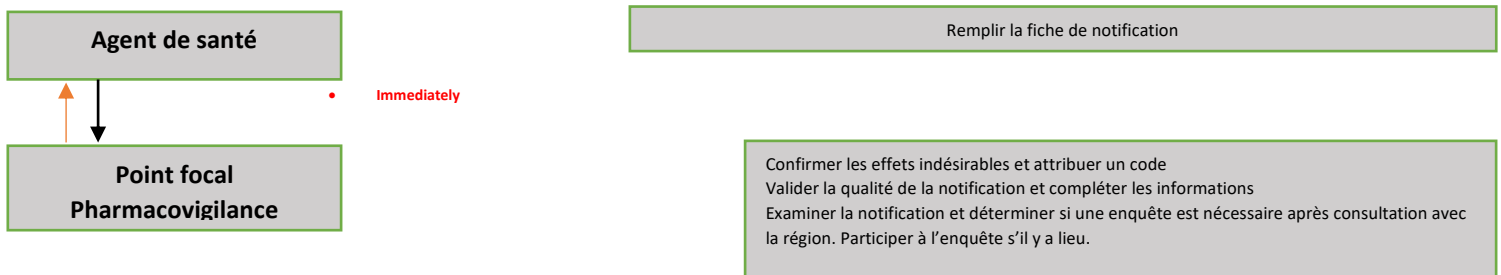 Agent de santé
Remplir la fiche de notification
• Immediately
Point focal
Pharmacovigilance
Confirmer les effets indésirables et attribuer un code
Valider la qualité de la notification et compléter les informations
Examiner la notification et déterminer si une enquête est nécessaire après consultation avec
la région. Participer à l’enquête s’il y a lieu.